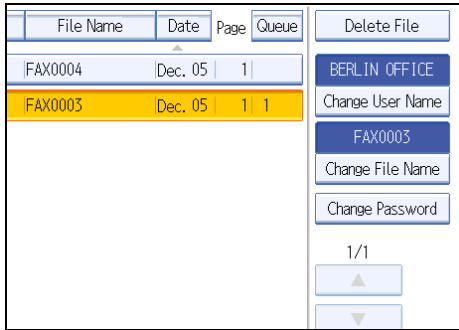 File Name Date Page Queue Delete File
FAX0004 Dec. 05 1 BERLIN OFFICE
FAX0003 Dec. 05 1 1 Change User Name
FAX0003
Change File Name
Change Password
1/1